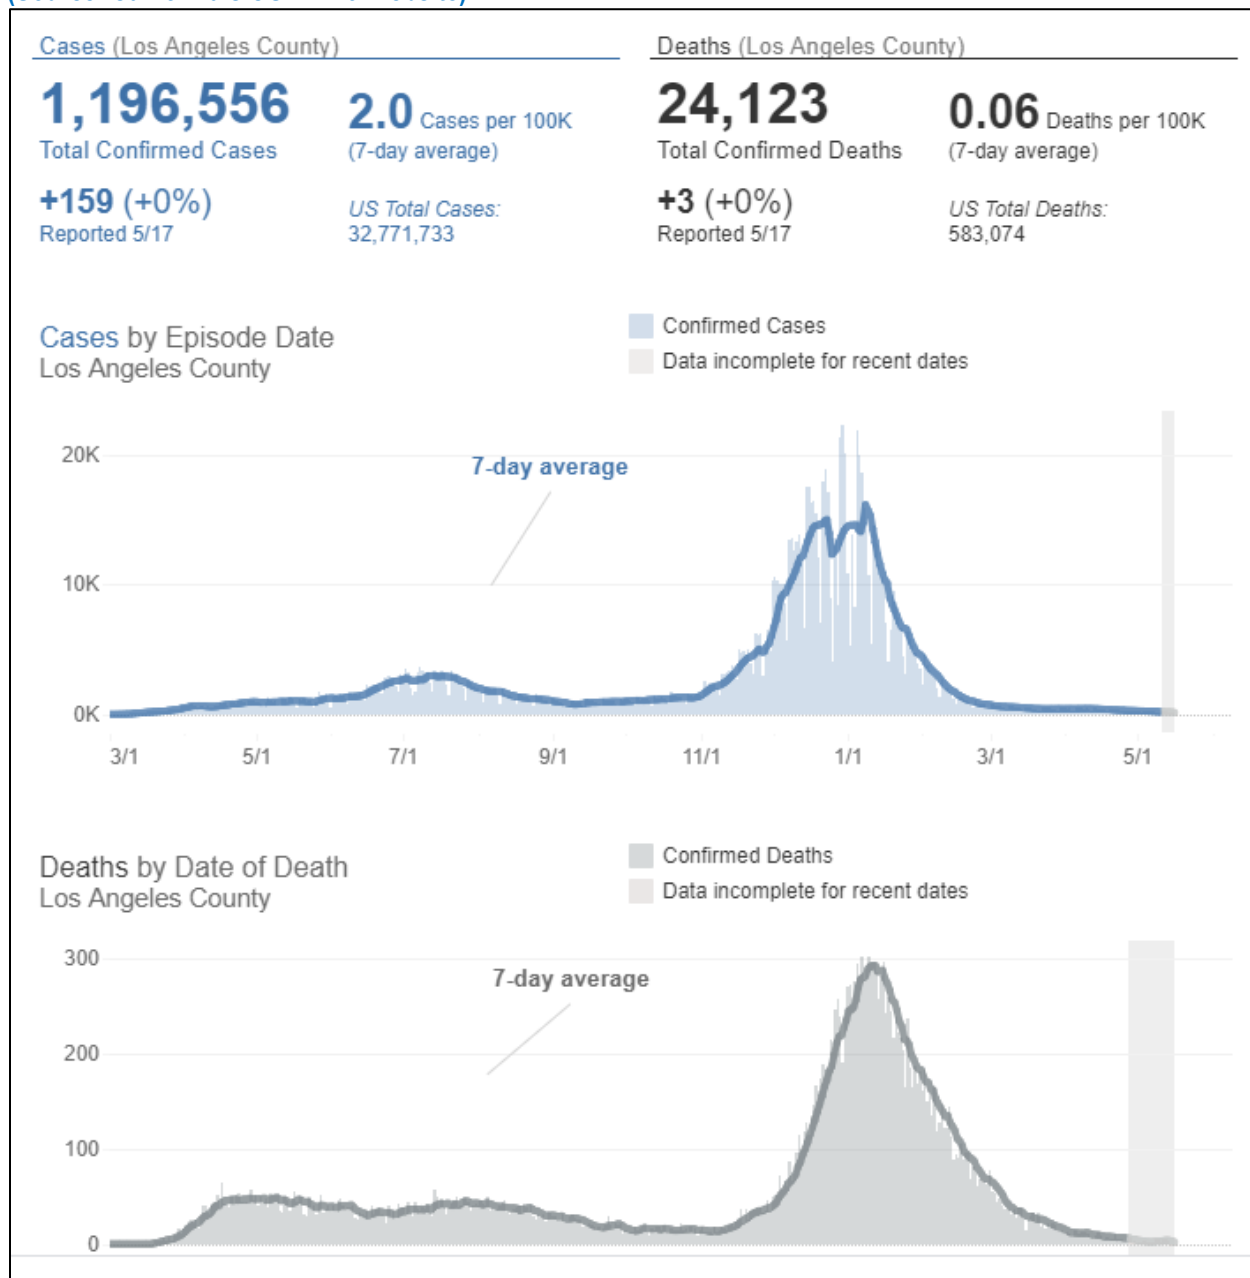 Cases (Los Angeles County)
1,196,556
Total Confirmed Cases
2.0 Cases per 100K
(7-day average)
+159 (+0%)
Reported 5/17
US Total Cases:
32,771,733
Deaths (Los Angeles County)
24,123
Total Confirmed Deaths
0.06 Deaths per 100K
(7-day average)
+3 (+0%)
Reported 5/17
US Total Deaths:
583,074
Cases by Episode Date
Los Angeles County
Confirmed Cases
Data incomplete for recent dates
20K
10K
0K
7-day average
3/1 5/1 7/1 9/1 11/1 1/1 3/1 5/1
Deaths by Date of Death
Los Angeles County
Confirmed Deaths
Data incomplete for recent dates
300
200
100
0
7-day average